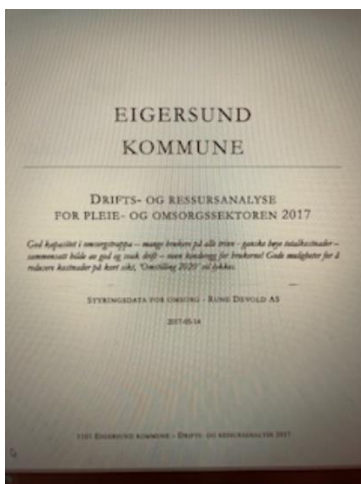 EIGERSUND
KOMMUNE
DRIFTS- OG RESSURSANALYSE
FOR PLEIE- OG OMSORGSSEKTOREN 2017
God kapasitet i omsorgstrappa – mange brukere på alle trinn - ganske høye totalkostnader –
sammensatt bilde av god og svak drift – noen kinderegg for brukerne! Gode muligheter for å
redusere kostnader på kort sikt, "Omstilling 2020" vil lykkes.
STYRINGSDATA FOR OMSORG - RUNE DEVOLD AS
2017-05-14
1101 EIGERSUND KOMMUNE – DRIFTS- OG RESSURSANALYSE 2017